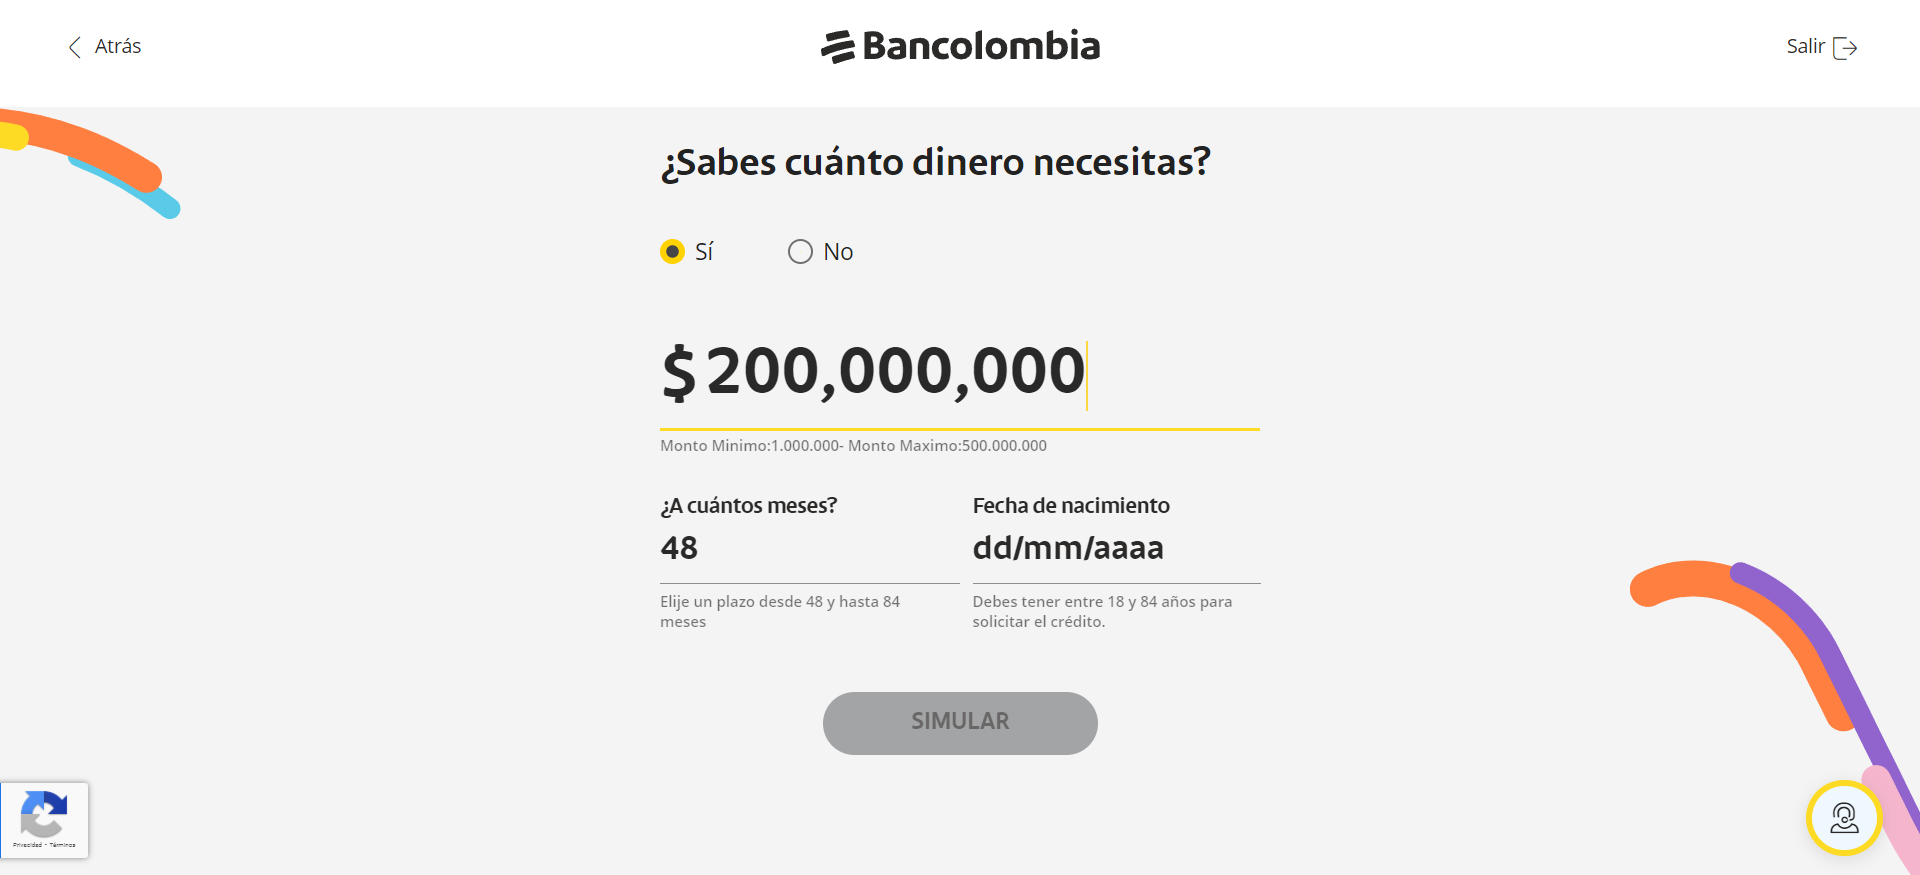 Atrás
Bancolombia
Salir
¿Sabes cuánto dinero necesitas?
Sí
No
$ 200,000,000
Monto Minimo:1.000.000- Monto Maximo:500.000.000
¿A cuántos meses?
48
Elije un plazo desde 48 y hasta 84
meses
Fecha de nacimiento
dd/mm/aaaa
Debes tener entre 18 y 84 años para
solicitar el crédito.
SIMULAR
Privacidad - Términos